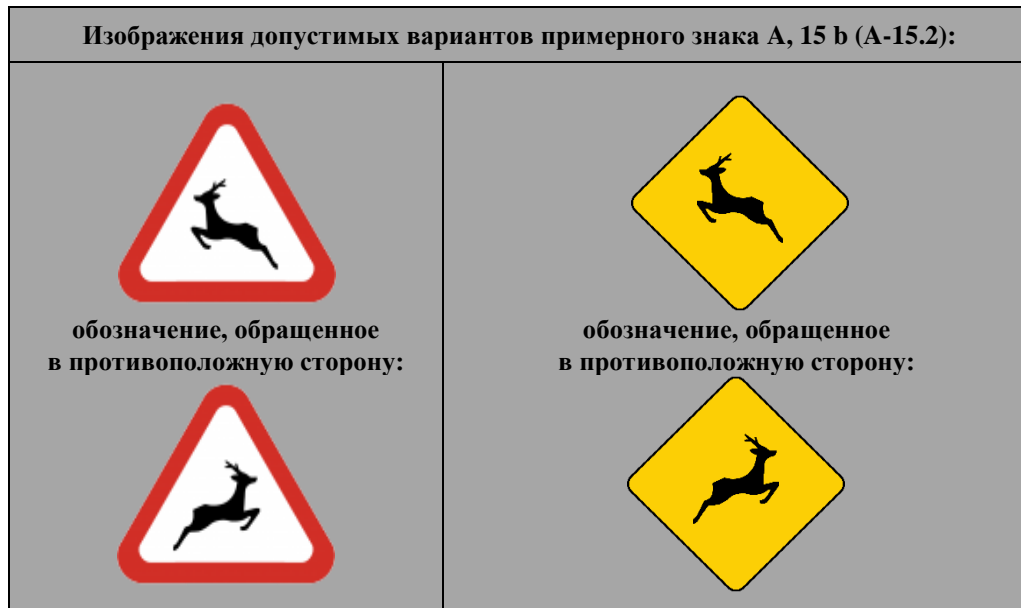 Изображения допустимых вариантов примерного знака А, 15 b (А-15.2):
обозначение, обращенное
в противоположную сторону:
обозначение, обращенное
в противоположную сторону: